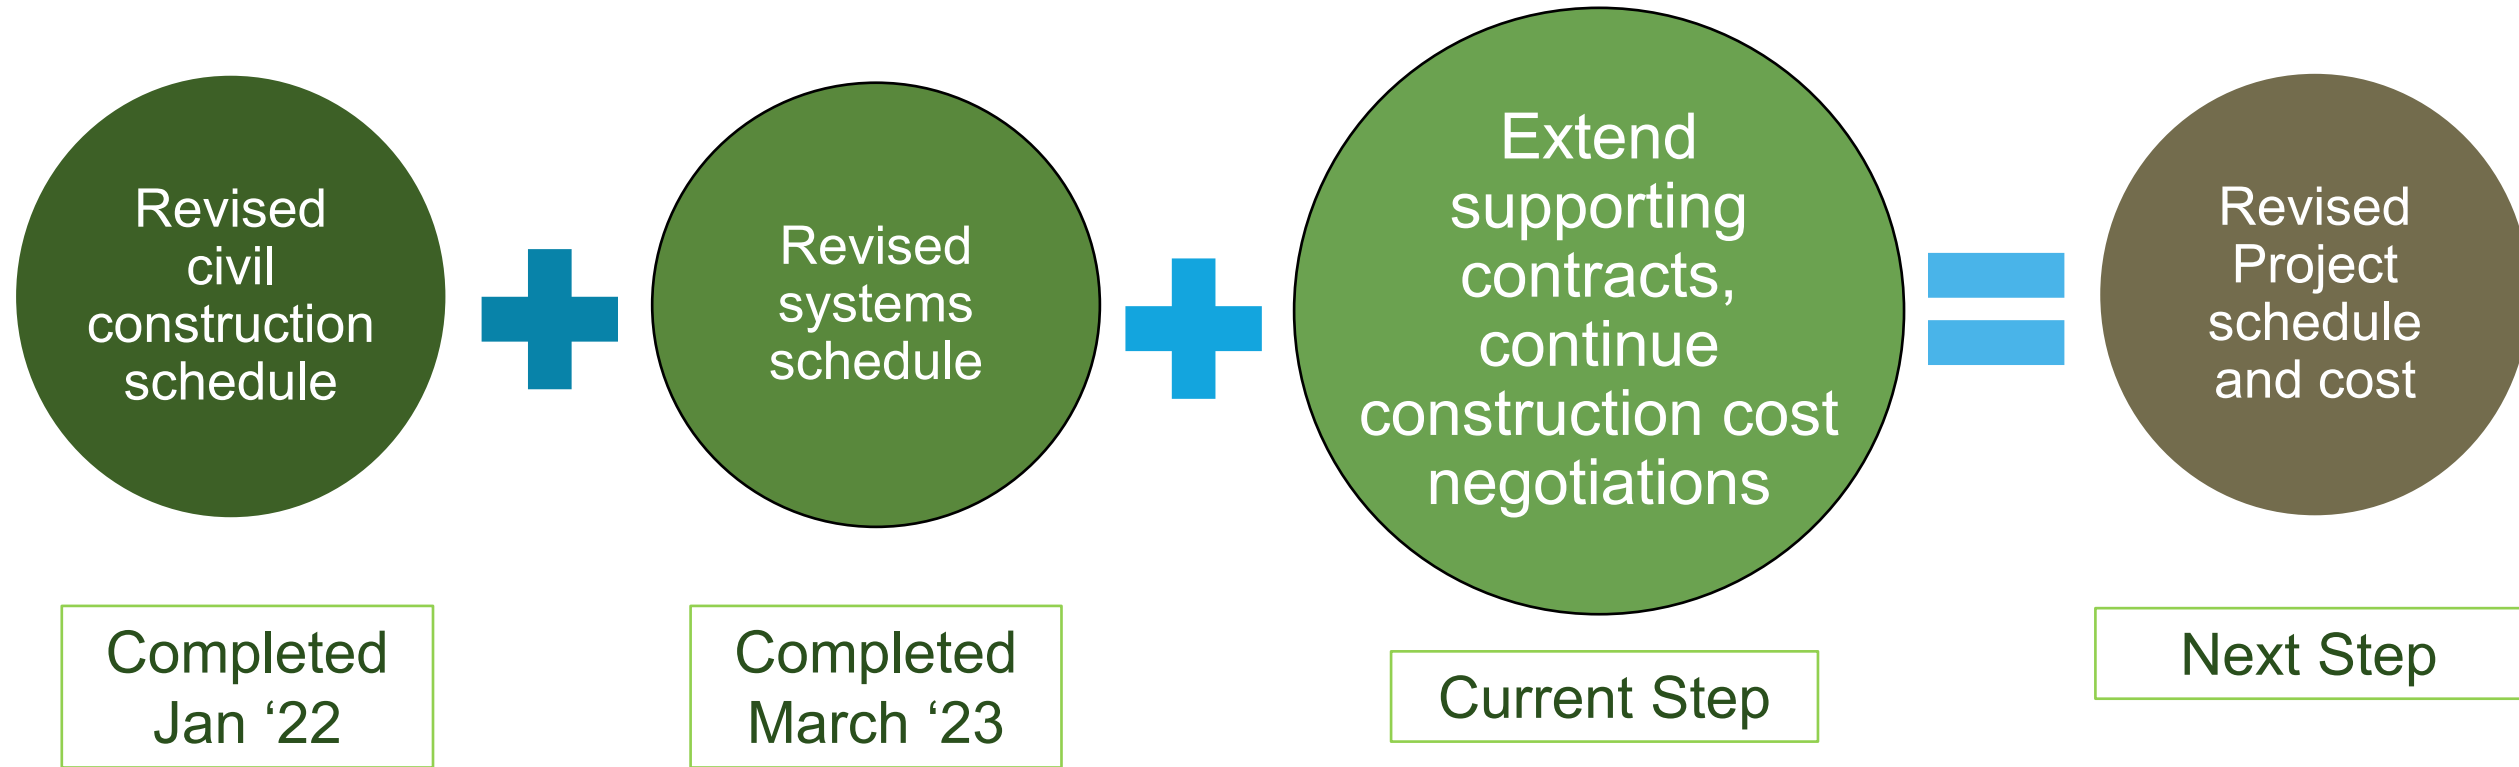 Revised
civil
construction
schedule
Revised
systems
schedule
Extend
supporting
contracts,
continue
construction cost
negotiations
Revised
Project
schedule
and cost
Completed
Jan ‘22
Completed
March ‘23
Current Step
Next Step